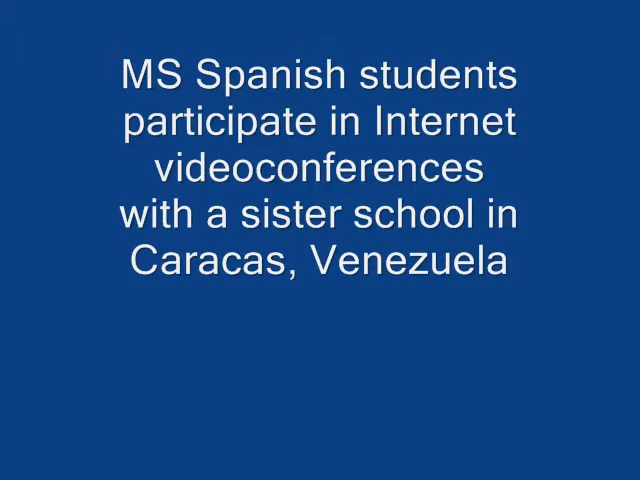 MS Spanish students
participate in Internet
videoconferences
with a sister school in
Caracas, Venezuela